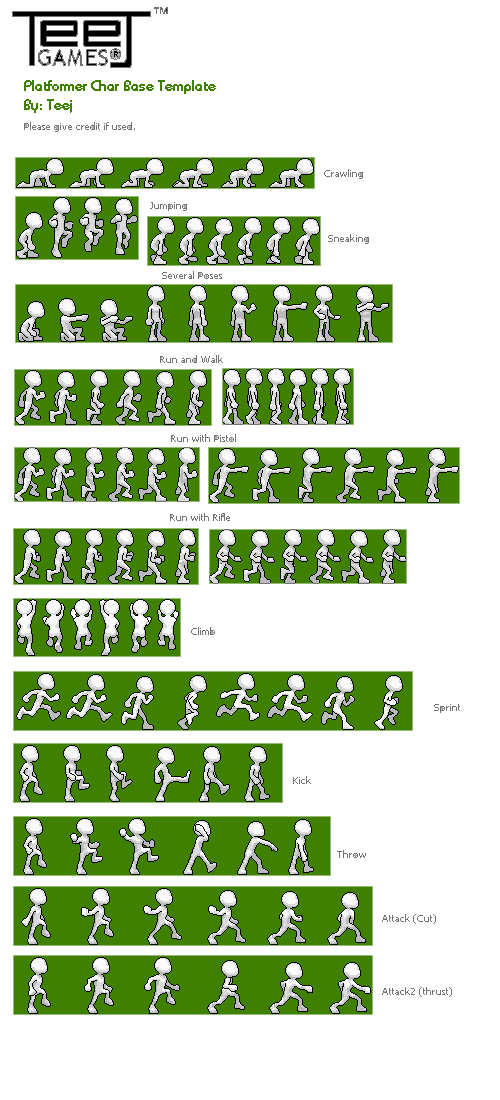 TeeJ TM
GAMES®
Platformer Char Base Template
By: Teej
Please give credit if used.
Crawling
Jumping
Sneaking
Several Poses
Run and Walk
Run with Pistol
Run with Rifle
Climb
Sprint
Kick
Throw
Attack (Cut)
Attack2 (thrust)